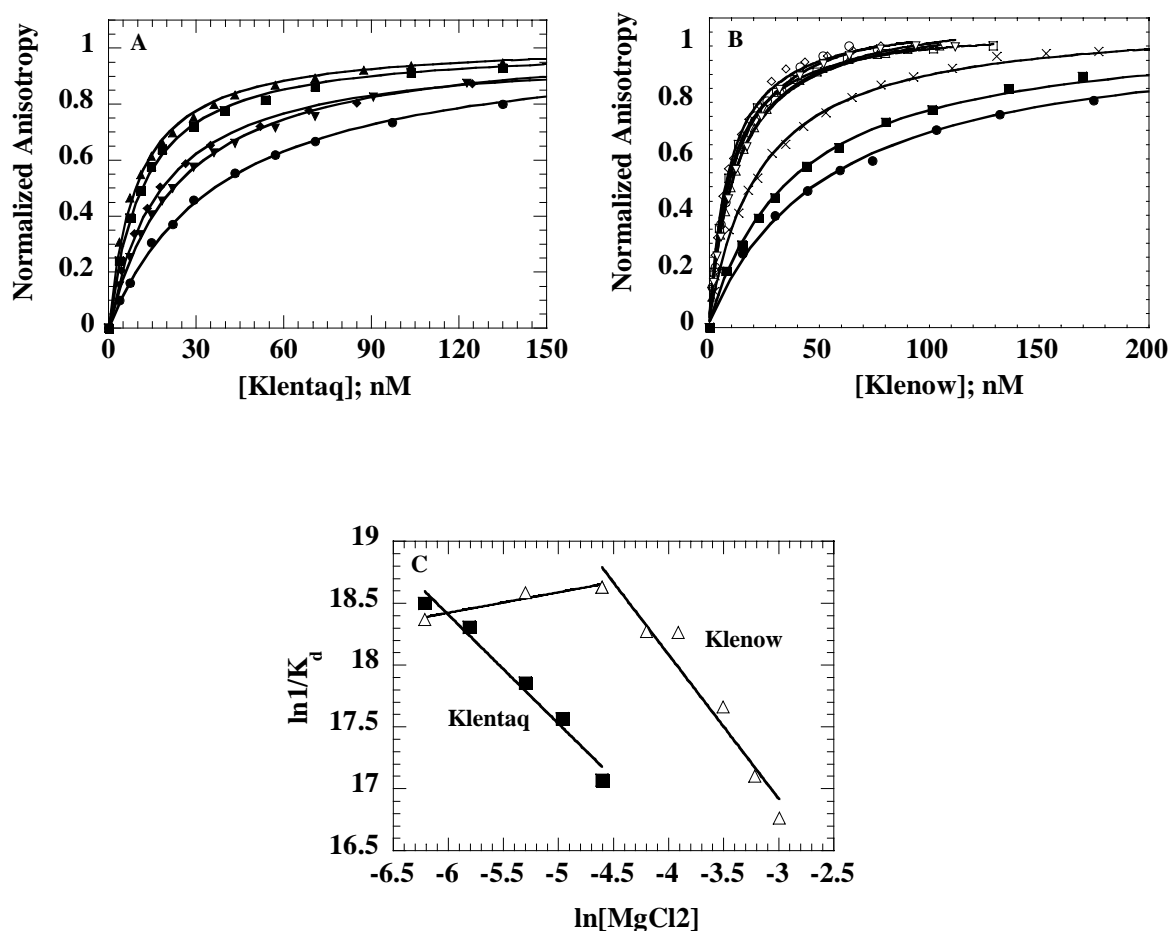 A
Normalized Anisotropy
1
0.8
0.6
0.4
0.2
0
0 30 60 90 120 150
[Klentaq]; nM
B
Normalized Anisotropy
1
0.8
0.6
0.4
0.2
0
0 50 100 150 200
[Klenow]; nM
C
ln1/Kd
19
18.5
18
17.5
17
16.5
Klenow
Klentaq
-6.5 -6 -5.5 -5 -4.5 -4 -3.5 -3 -2.5
ln[MgCl2]